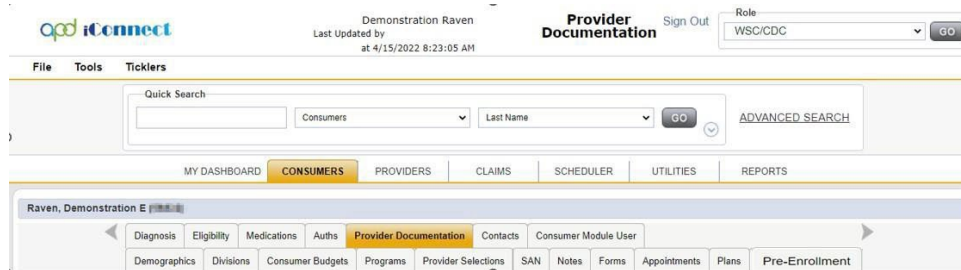 apd iConnect
Demonstration Raven
Last Updated by
at 4/15/2022 8:23:05 AM
Provider Documentation
Sign Out
Role
WSC/CDC
GO
File Tools Ticklers
Quick Search
Consumers
Last Name
GO
ADVANCED SEARCH
MY DASHBOARD CONSUMERS PROVIDERS CLAIMS SCHEDULER UTILITIES REPORTS
Raven, Demonstration E
Diagnosis Eligibility Medications Auths Provider Documentation Contacts Consumer Module User
Demographics Divisions Consumer Budgets Programs Provider Selections SAN Notes Forms Appointments Plans Pre-Enrollment